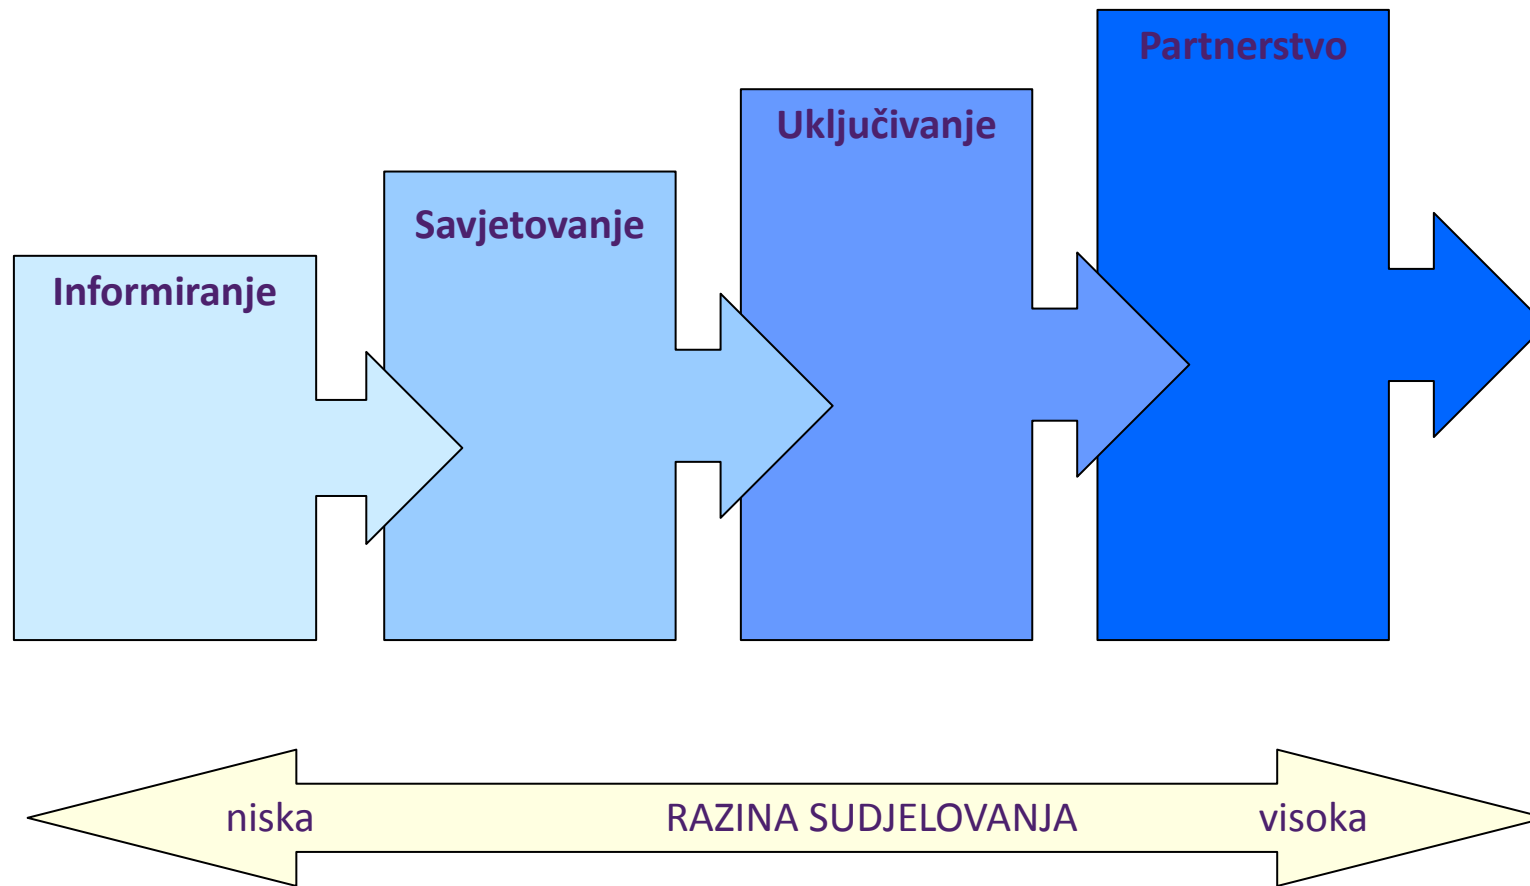 Partnerstvo
Uključivanje
Savjetovanje
Informiranje
niska
RAZINA SUDJELOVANJA
visoka